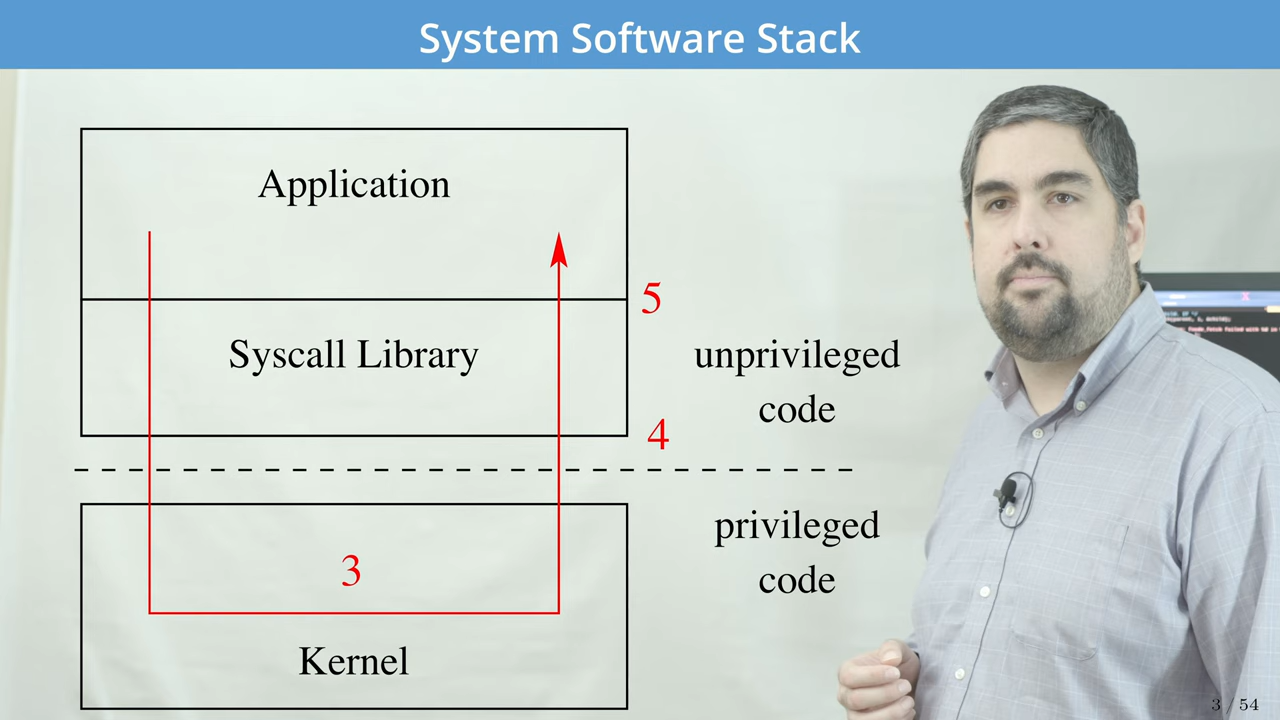 System Software Stack
Application
5
Syscall Library
unprivileged
code
4
privileged
code
3
Kernel
3 / 54